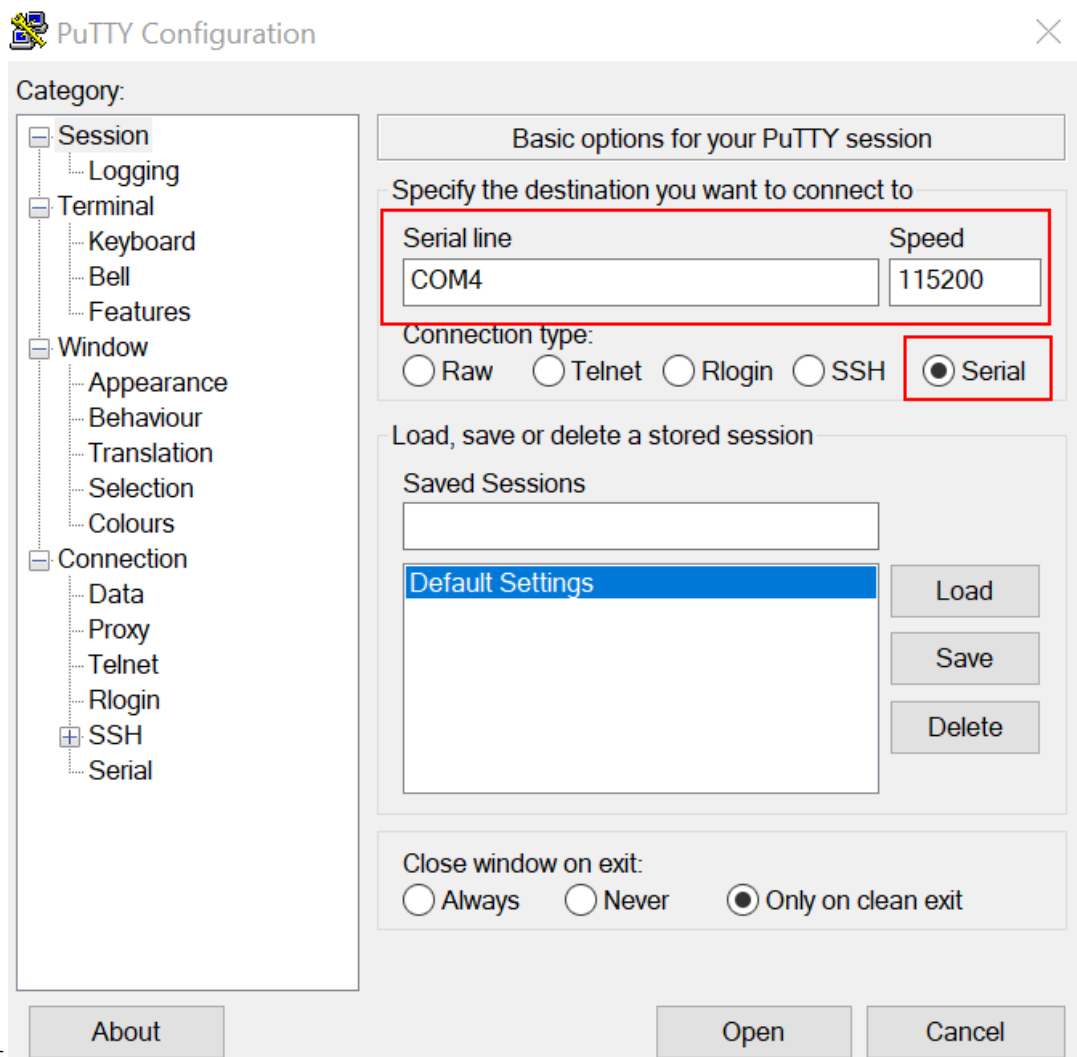 PuTTY Configuration
Category:
Session
Logging
Terminal
Keyboard
Bell
Features
Window
Appearance
Behaviour
Translation
Selection
Colours
Connection
Data
Proxy
Telnet
Rlogin
SSH
Serial
Basic options for your PuTTY session
Specify the destination you want to connect to
Serial line Speed
COM4 115200
Connection type:
Raw Telnet Rlogin SSH Serial
Load, save or delete a stored session
Saved Sessions
Default Settings
Load
Save
Delete
Close window on exit:
Always Never Only on clean exit
About Open Cancel